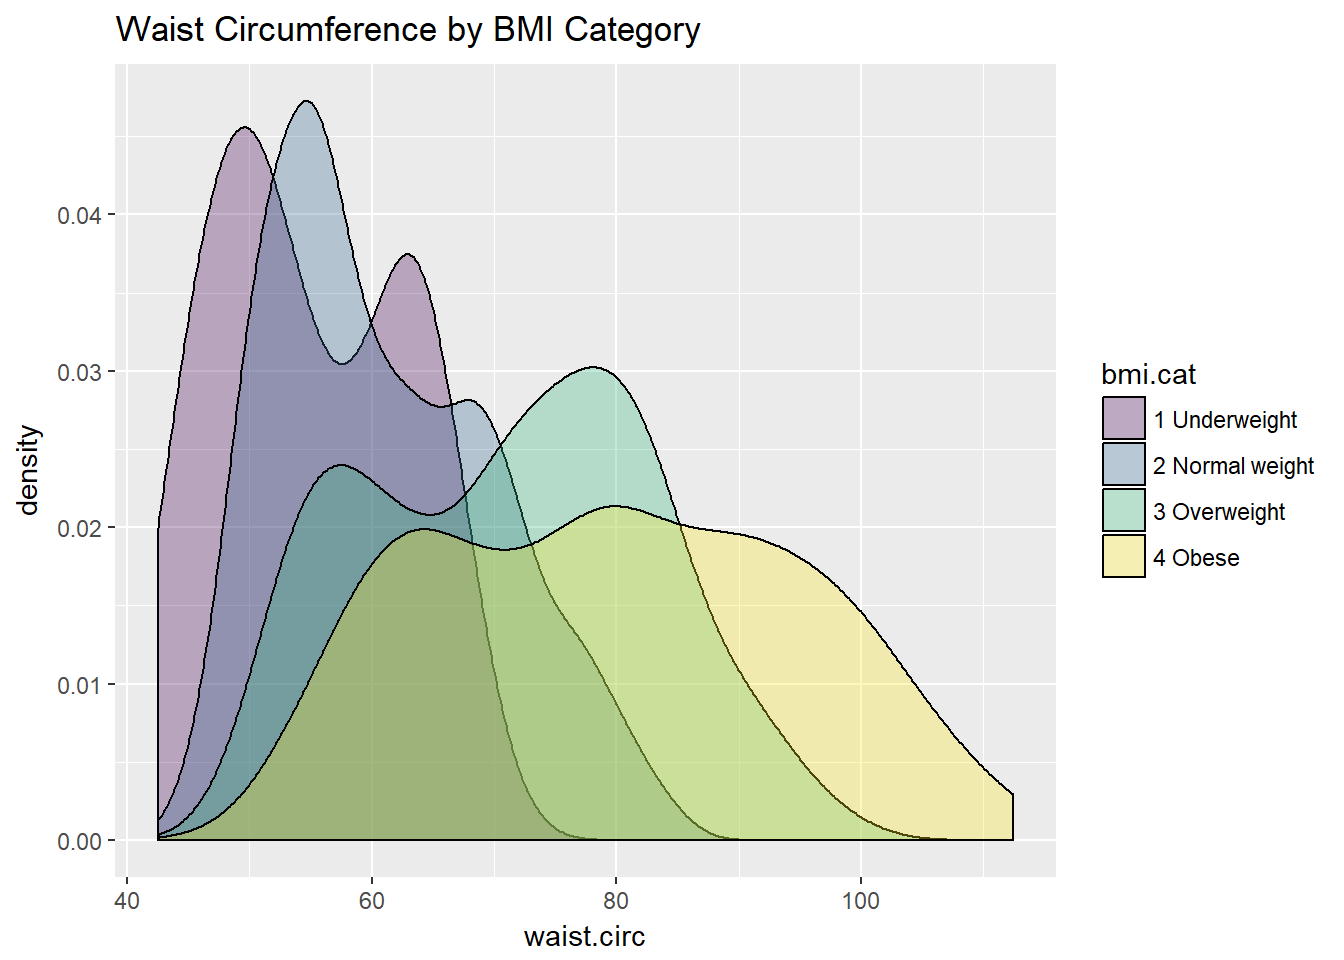 Waist Circumference by BMI Category
density
0.04
0.03
0.02
0.01
0.00
40 60 80 100
waist.circ
bmi.cat
1 Underweight
2 Normal weight
3 Overweight
4 Obese